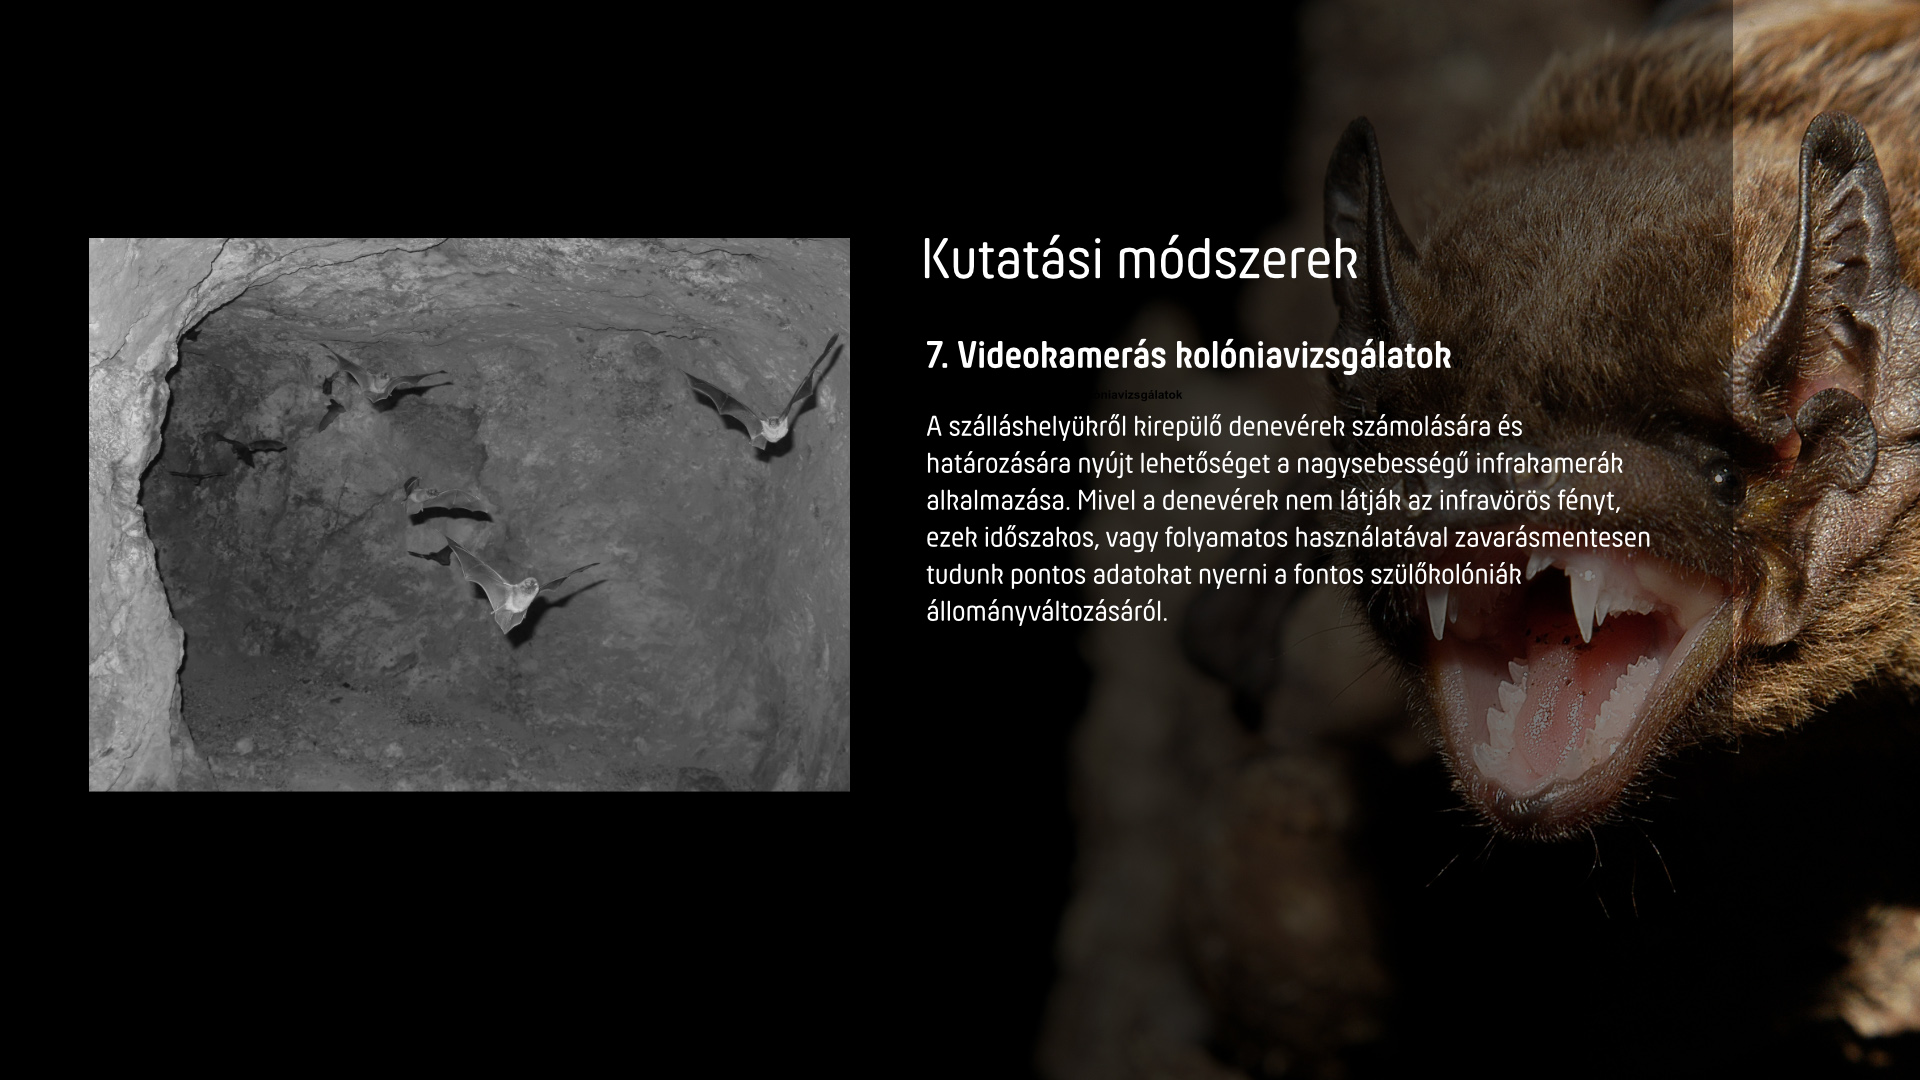 Kutatási módszerek
7. Videokamerás kolóniavizsgálatok
óniavizsgálatok
A szálláshelyükről kirepülő denevérek számolására és
határozására nyújt lehetőséget a nagysebességű infrakamerák
alkalmazása. Mivel a denevérek nem látják az infravörös fényt,
ezek időszakos, vagy folyamatos használatával zavarásmentesen
tudunk pontos adatokat nyerni a fontos szülőkolóniák
állományváltozásáról.